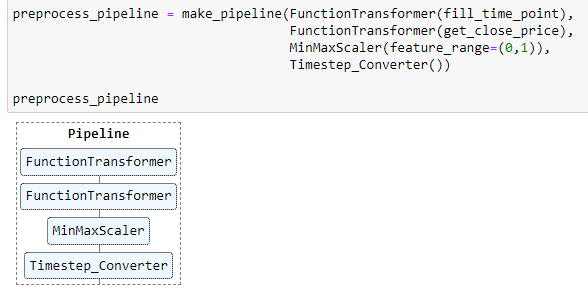 preprocess_pipeline = make_pipeline(FunctionTransformer(fill_time_point),
FunctionTransformer(get_close_price),
MinMaxScaler(feature_range=(0,1)),
Timestep_Converter())
preprocess_pipeline
Pipeline
FunctionTransformer
FunctionTransformer
MinMaxScaler
Timestep_Converter